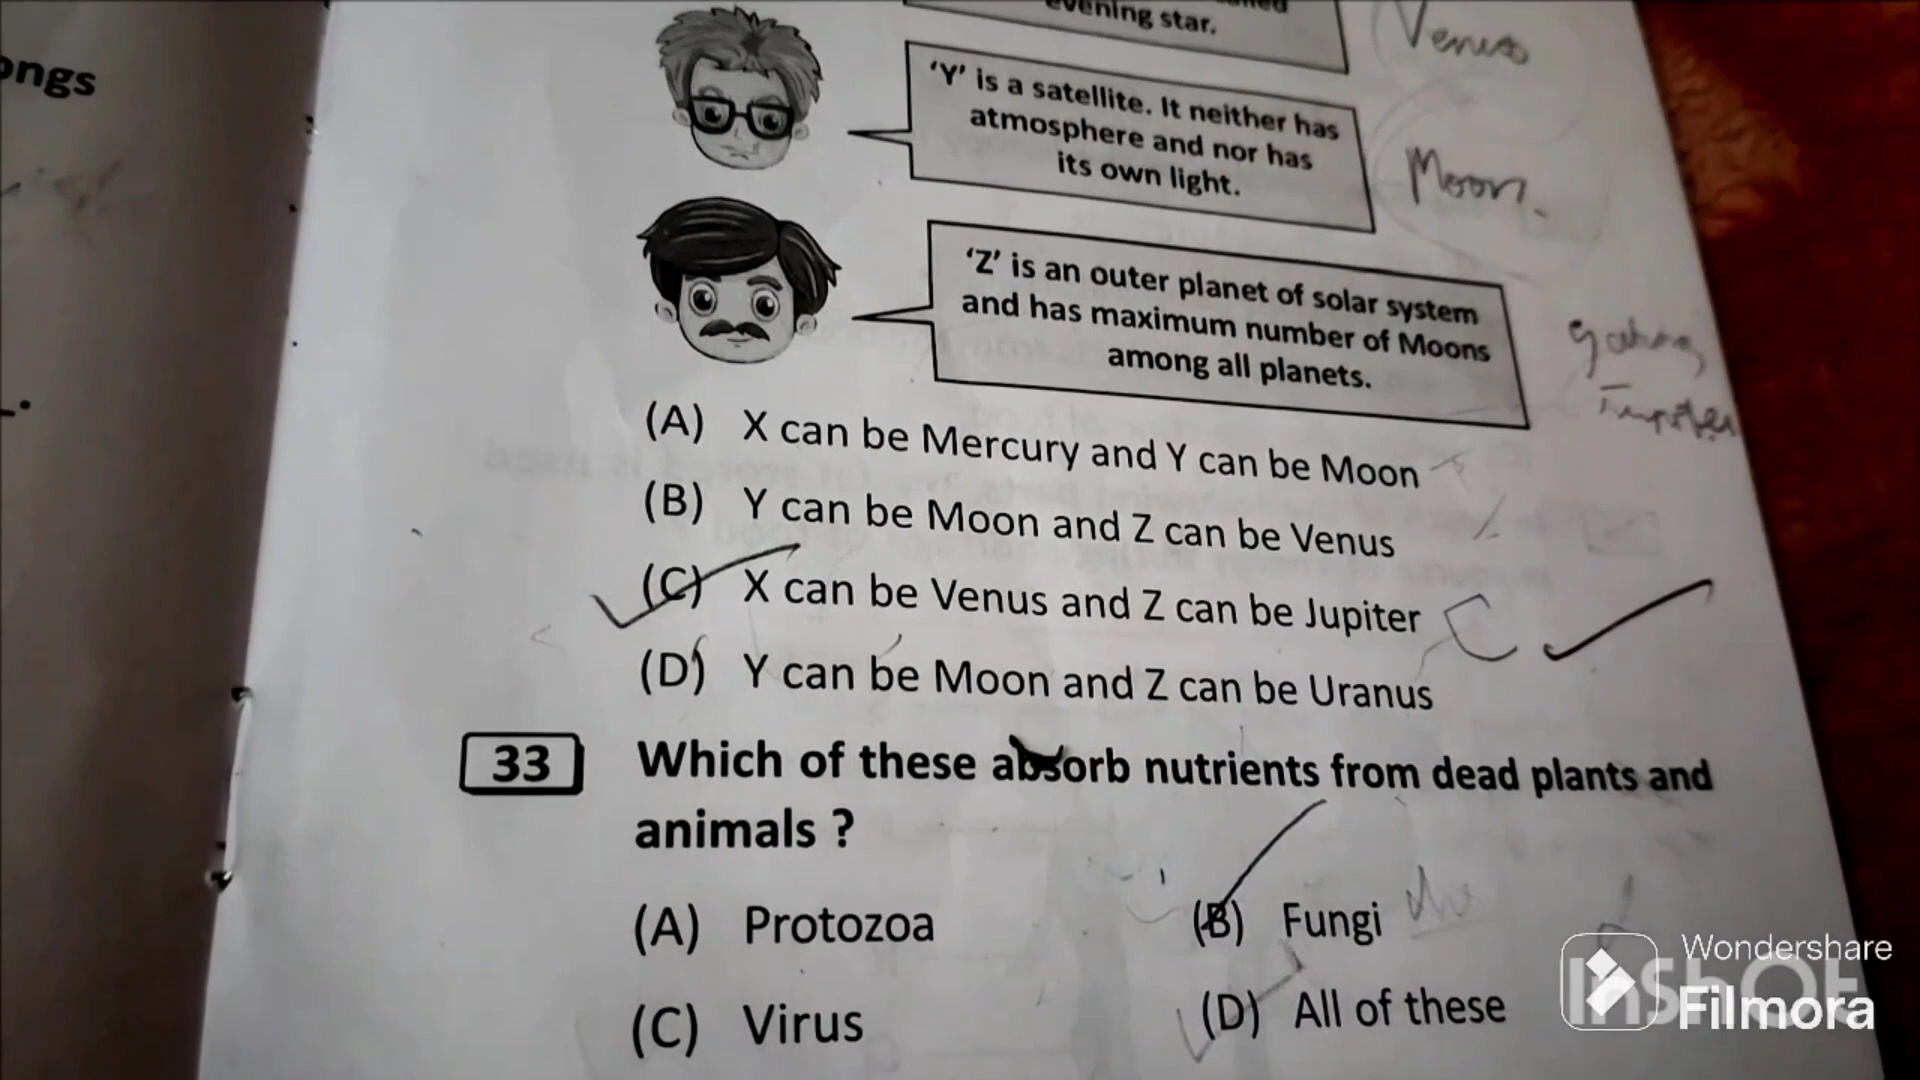 ongs
evening star.
Venus
'Y' is a satellite. It neither has
atmosphere and nor has
its own light.
Moon.
'Z' is an outer planet of solar system
and has maximum number of Moons
among all planets.
(A) X can be Mercury and Y can be Moon
(B) Y can be Moon and Z can be Venus
(C) X can be Venus and Z can be Jupiter C
(D) Y can be Moon and Z can be Uranus
33 Which of these absorb nutrients from dead plants and
animals ?
(A) Protozoa
(B) Fungi
(C) Virus
(D) All of these
Wondershare
Filmora
InShOt